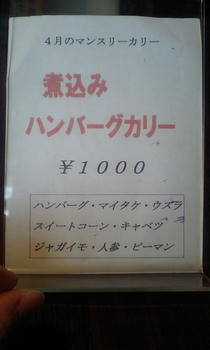 4月のマンスリーカリー
煮込み
ハンバーグカリー
￥1000
ハンバーグ・マイタケ・ウズラ
スイートコーン・キャベツ
ジャガイモ・人参・ピーマン